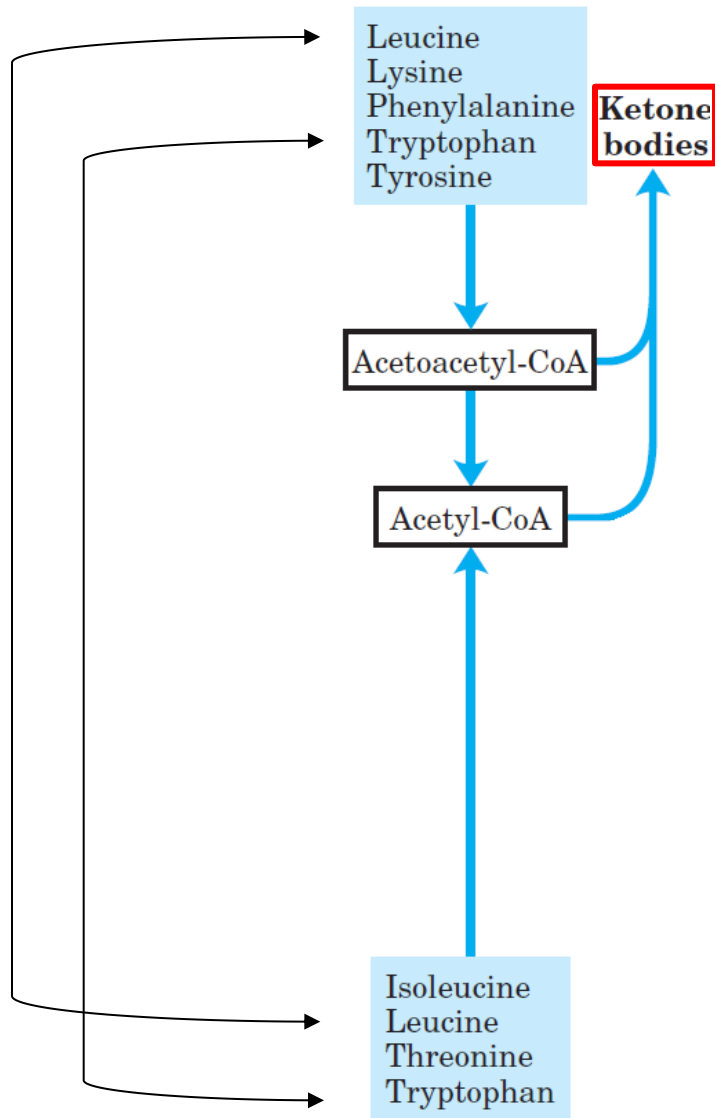 Leucine
Lysine
Phenylalanine
Tryptophan
Tyrosine
Ketone
bodies
Acetoacetyl-CoA
Acetyl-CoA
Isoleucine
Leucine
Threonine
Tryptophan